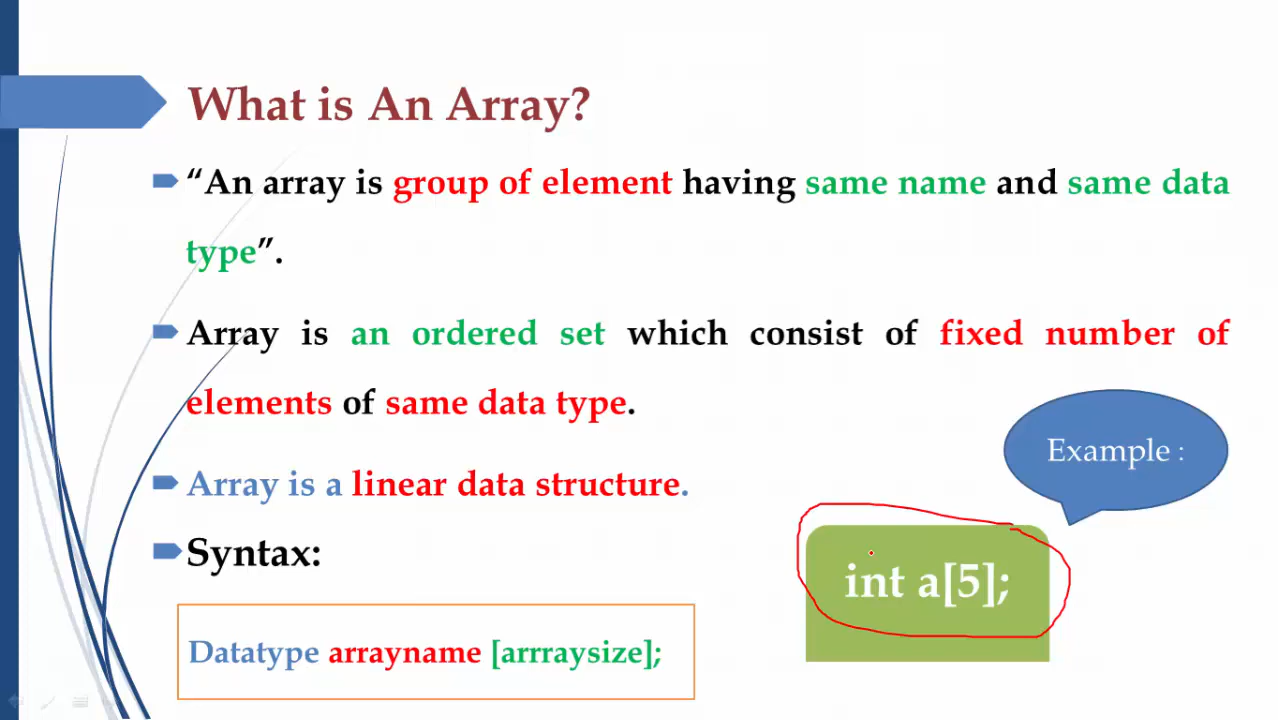 What is An Array?
“An array is group of element having same name and same data
type”.
Array is an ordered set which consist of fixed number of
elements of same data type.
Example :
Array is a linear data structure.
Syntax:
int a[5];
Datatype arrayname [arrraysize];